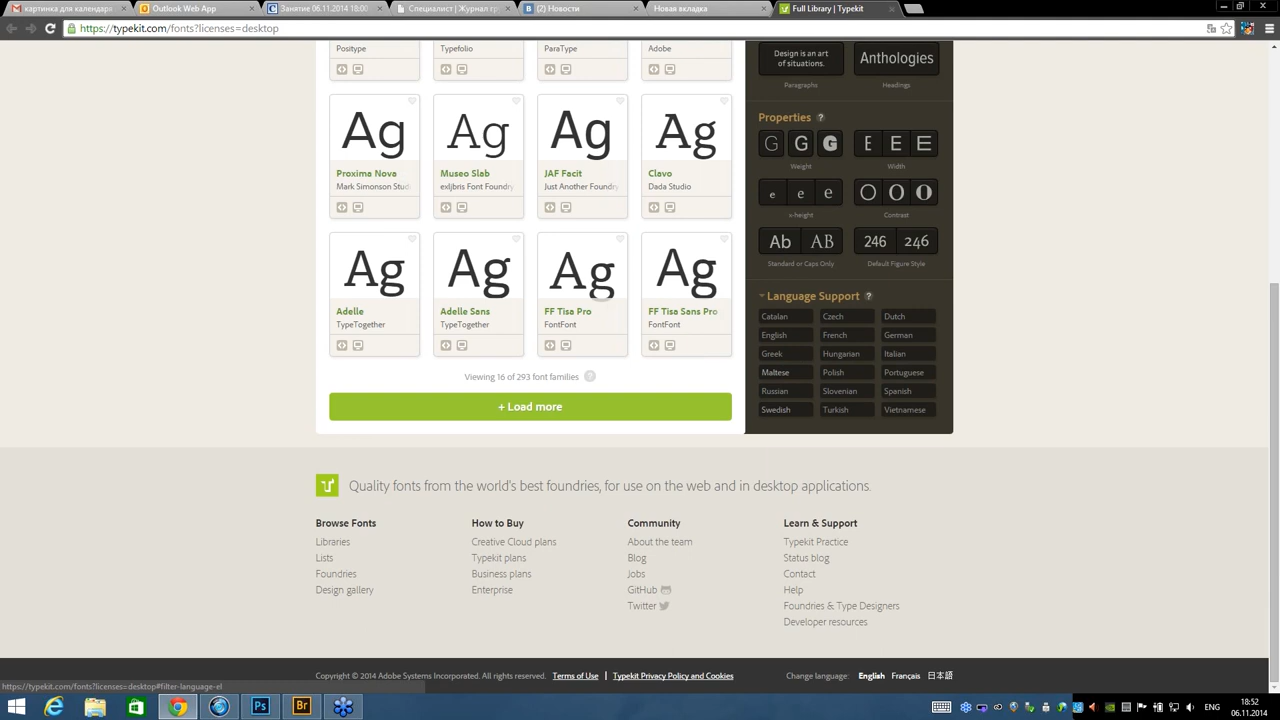 картинка для календаря
Outlook Web App
Занятие 06.11.2014 18:00
Специалист | Журнал гр
(2) Новости
Новая вкладка
Full Library | Typekit
https://typekit.com/fonts?licenses=desktop
Positype
Typefolio
ParaType
Adobe
Design is an art
of situations.
Anthologies
Paragraphs
Headings
Ag
Ag
Ag
Ag
Proxima Nova
Museo Slab
JAF Facit
Clavo
Mark Simonson Stud
exljbris Font Foundry
Just Another Foundry
Dada Studio
Properties ?
G G G
E E E
Weight
Width
e e e
O O O
x-height
Contrast
Ab AB
246 246
Standard or Caps Only
Default Figure Style
Ag
Ag
Ag
Ag
Adelle
Adelle Sans
FF Tisa Pro
FF Tisa Sans Pro
TypeTogether
TypeTogether
FontFont
FontFont
Language Support ?
Catalan Czech Dutch
English French German
Greek Hungarian Italian
Maltese Polish Portuguese
Russian Slovenian Spanish
Swedish Turkish Vietnamese
Viewing 16 of 293 font families ?
+ Load more
Quality fonts from the world's best foundries, for use on the web and in desktop applications.
Browse Fonts
Libraries
Lists
Foundries
Design gallery
How to Buy
Creative Cloud plans
Typekit plans
Business plans
Enterprise
Community
About the team
Blog
Jobs
GitHub
Twitter
Learn & Support
Typekit Practice
Status blog
Contact
Help
Foundries & Type Designers
Developer resources
Copyright © 2014 Adobe Systems Incorporated. All rights reserved. Terms of Use | Typekit Privacy Policy and Cookies
Change language: English Français 日本語
https://typekit.com/fonts?licenses=desktop#filter-language-el
Ps
Br
ENG
18:52
06.11.2014